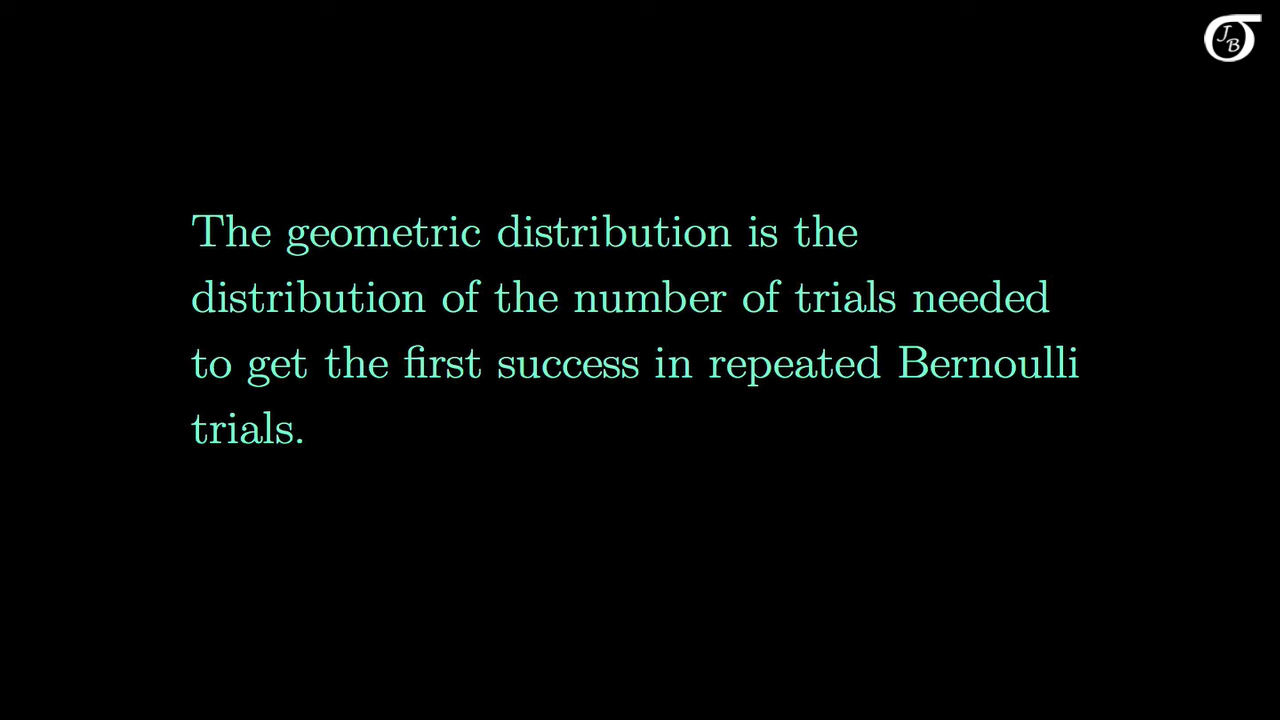 JB
The geometric distribution is the
distribution of the number of trials needed
to get the first success in repeated Bernoulli
trials.